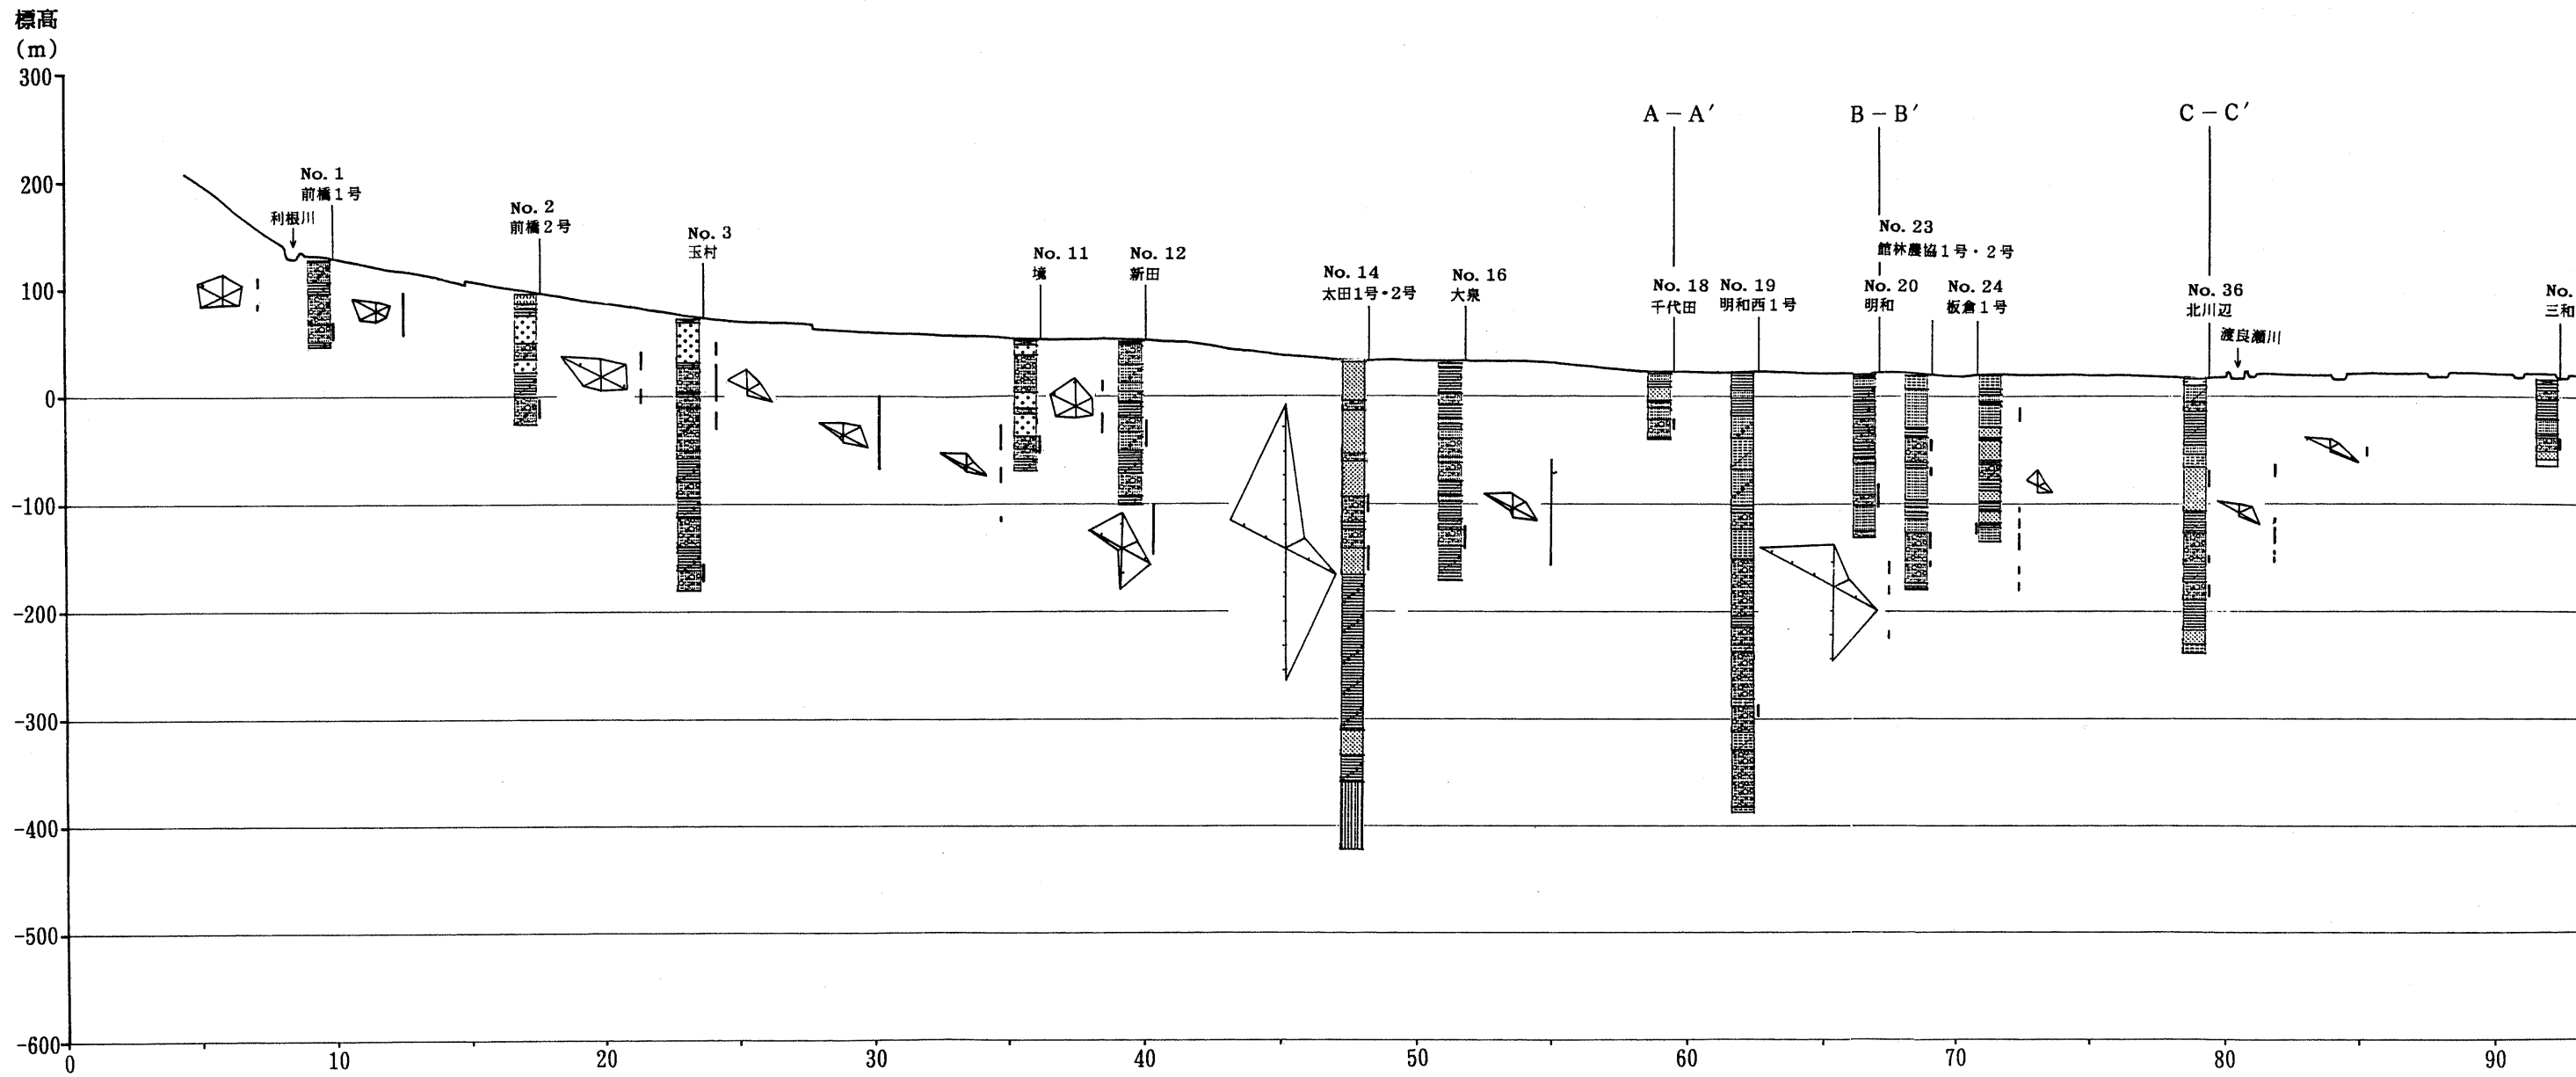 標高
(m)
300
200
100
0
-100
-200
-300
-400
-500
-600
利根川
No. 1
前橋1号
No. 2
前橋2号
No. 3
玉村
No. 11
境
No. 12
新田
No. 14
太田1号・2号
No. 16
大泉
A－A′
No. 18
千代田
No. 19
明和西1号
B－B′
No. 23
館林農協1号・2号
No. 20
明和
No. 24
板倉1号
C－C′
No. 36
北川辺
渡良瀬川
No.
三和
0 10 20 30 40 50 60 70 80 90